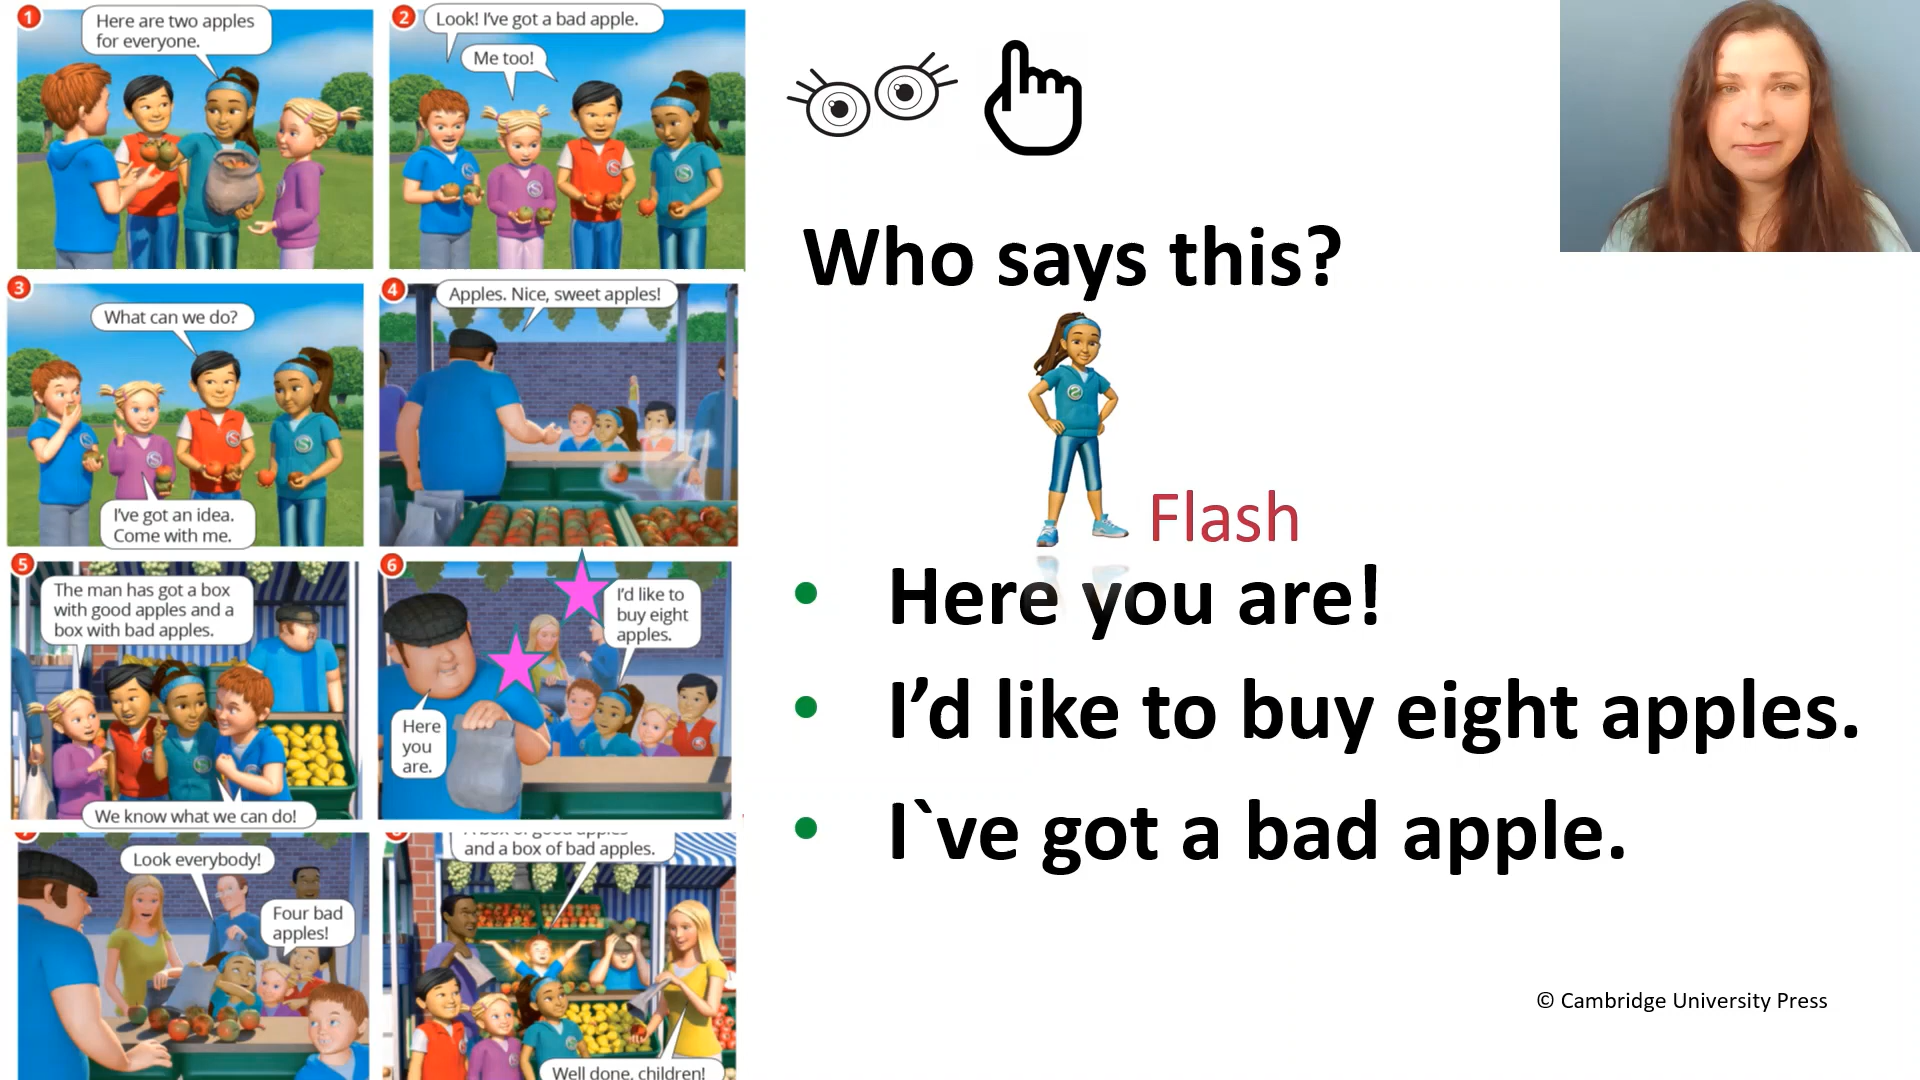 1
Here are two apples
for everyone.
2
Look! I've got a bad apple.
Me too!
3
What can we do?
I've got an idea.
Come with me.
4
Apples. Nice, sweet apples!
5
The man has got a box
with good apples and a
box with bad apples.
We know what we can do!
6
I'd like to
buy eight
apples.
Here
you
are.
Look everybody!
Four bad
apples!
and a box of bad apples.
Well done, children!
Who says this?
Flash
• Here you are!
• I'd like to buy eight apples.
• I`ve got a bad apple.
© Cambridge University Press